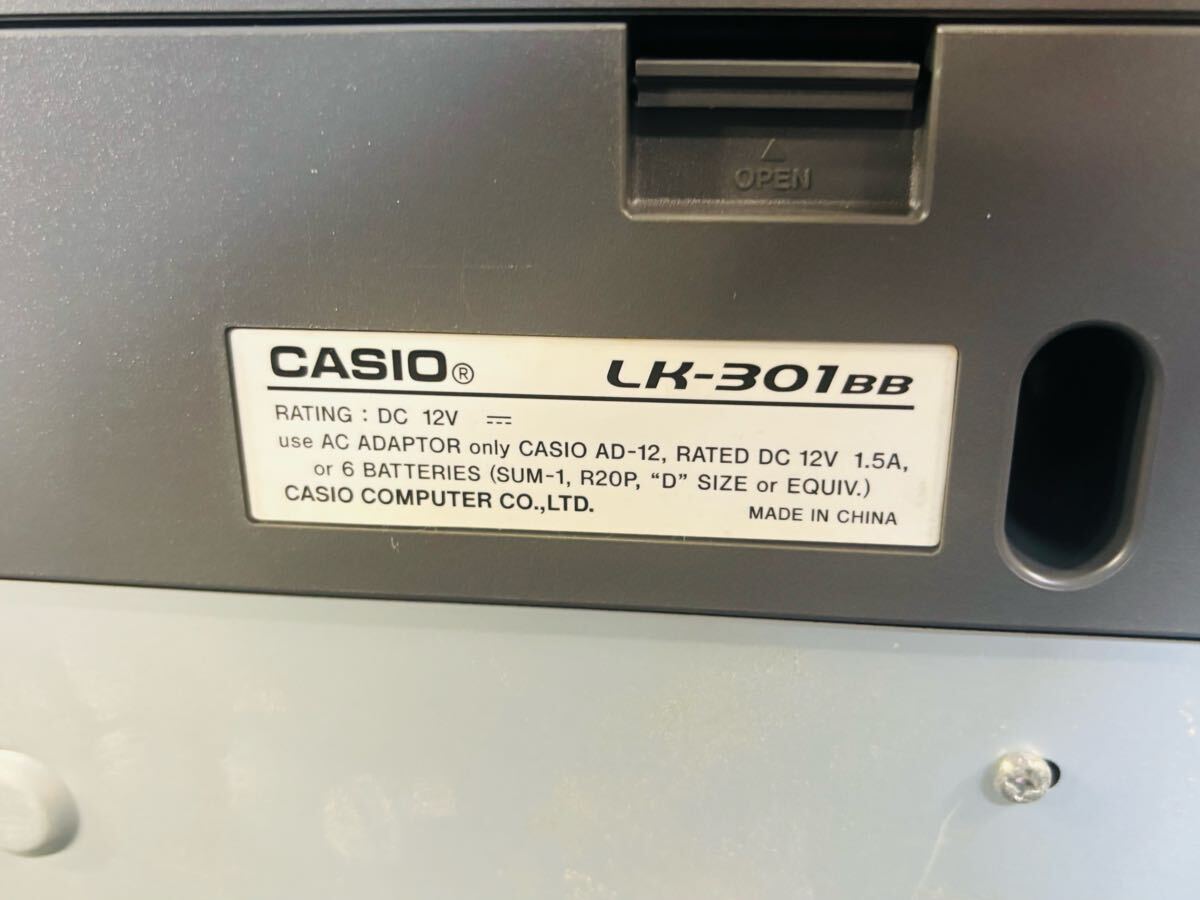 OPEN
CASIO® LK-301BB
RATING : DC 12V ⎓
use AC ADAPTOR only CASIO AD-12, RATED DC 12V 1.5A,
or 6 BATTERIES (SUM-1, R20P, “D” SIZE or EQUIV.)
CASIO COMPUTER CO.,LTD. MADE IN CHINA